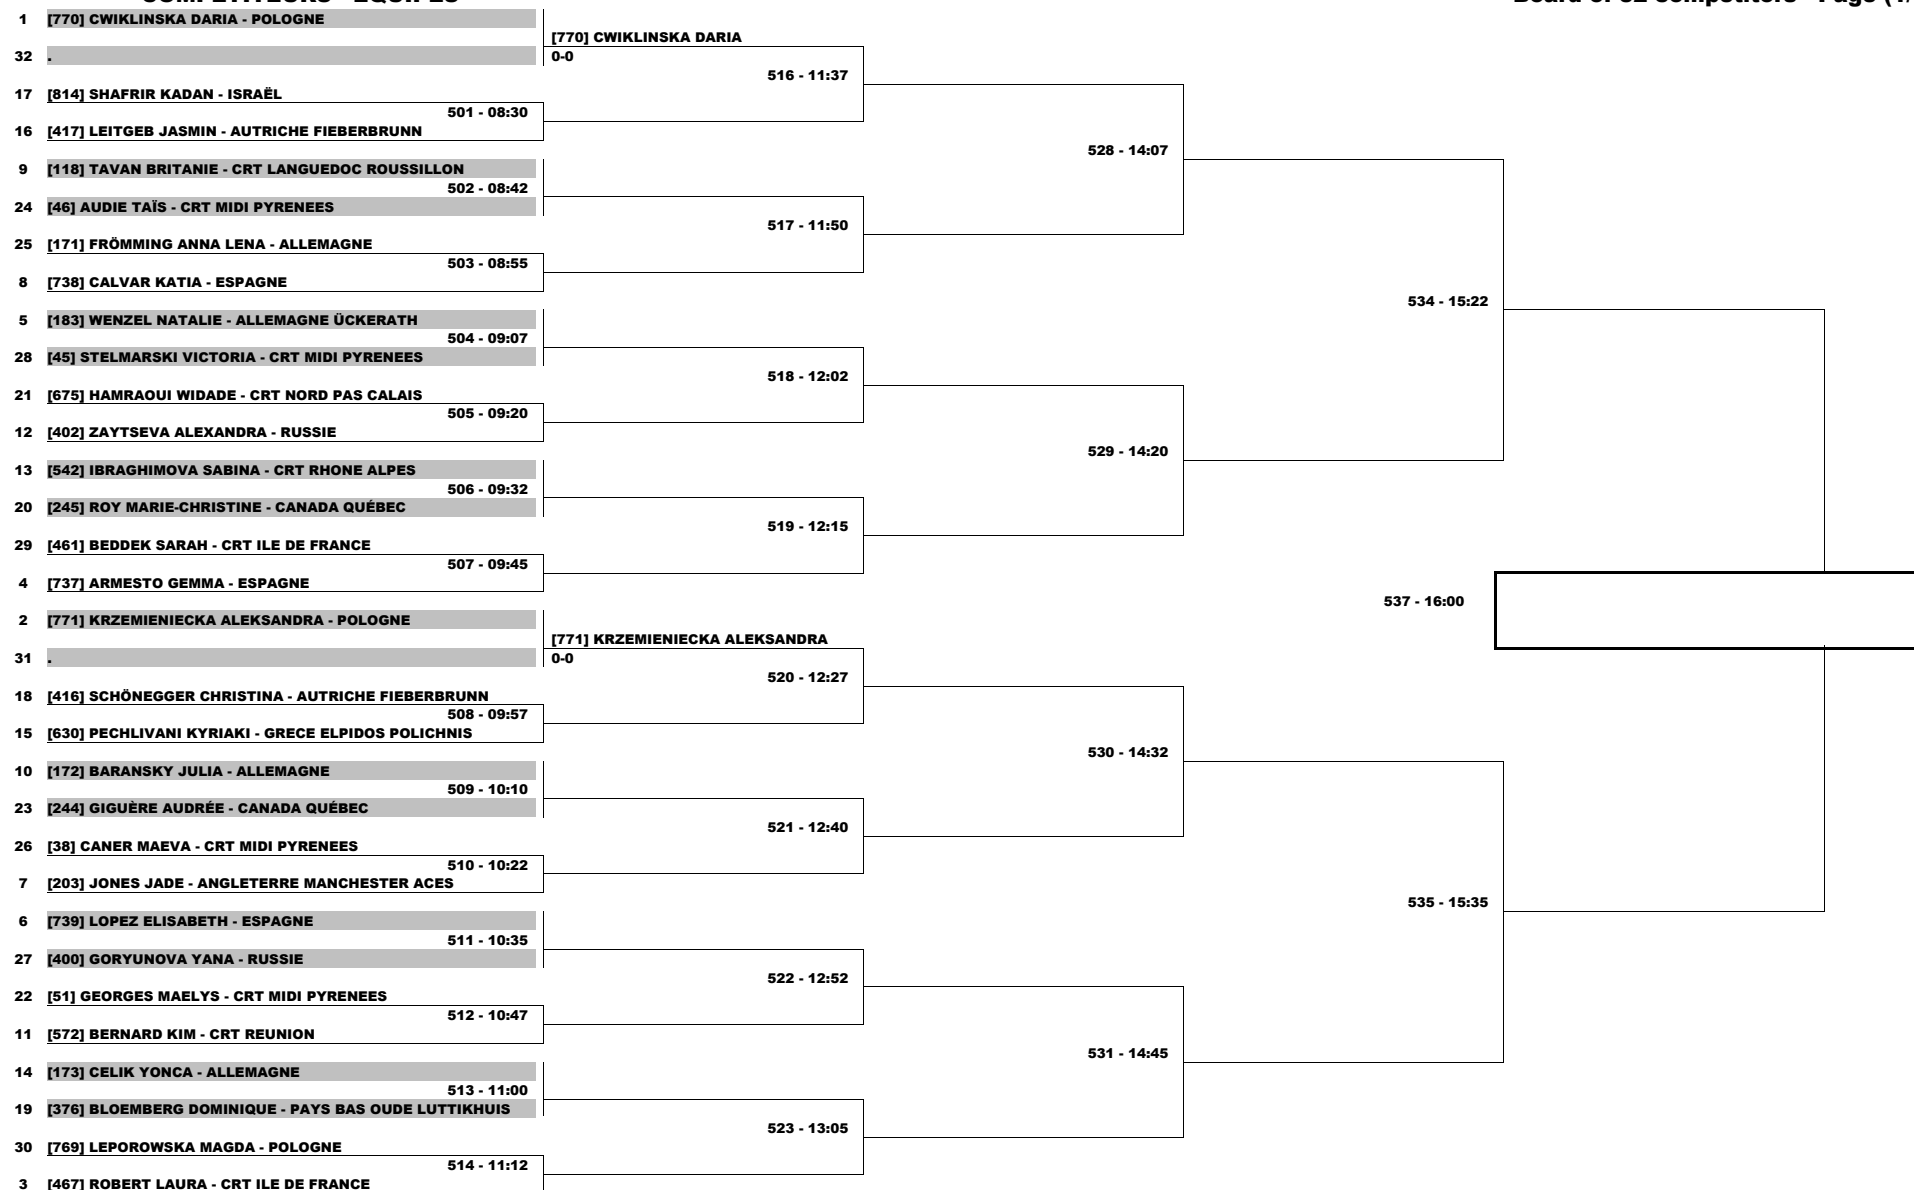 1 [770] CWIKLINSKA DARIA - POLOGNE
[770] CWIKLINSKA DARIA
32 .
0-0
516 - 11:37
17 [814] SHAFRIR KADAN - ISRAËL
501 - 08:30
16 [417] LEITGEB JASMIN - AUTRICHE FIEBERBRUNN
528 - 14:07
9 [118] TAVAN BRITANIE - CRT LANGUEDOC ROUSSILLON
502 - 08:42
24 [46] AUDIE TAÏS - CRT MIDI PYRENEES
517 - 11:50
25 [171] FRÖMMING ANNA LENA - ALLEMAGNE
503 - 08:55
8 [738] CALVAR KATIA - ESPAGNE
534 - 15:22
5 [183] WENZEL NATALIE - ALLEMAGNE ÜCKERATH
504 - 09:07
28 [45] STELMARSKI VICTORIA - CRT MIDI PYRENEES
518 - 12:02
21 [675] HAMRAOUI WIDADE - CRT NORD PAS CALAIS
505 - 09:20
12 [402] ZAYTSEVA ALEXANDRA - RUSSIE
529 - 14:20
13 [542] IBRAGHIMOVA SABINA - CRT RHONE ALPES
506 - 09:32
20 [245] ROY MARIE-CHRISTINE - CANADA QUÉBEC
519 - 12:15
29 [461] BEDDEK SARAH - CRT ILE DE FRANCE
507 - 09:45
4 [737] ARMESTO GEMMA - ESPAGNE
537 - 16:00
2 [771] KRZEMIENIECKA ALEKSANDRA - POLOGNE
[771] KRZEMIENIECKA ALEKSANDRA
31 .
0-0
520 - 12:27
18 [416] SCHÖNEGGER CHRISTINA - AUTRICHE FIEBERBRUNN
508 - 09:57
15 [630] PECHLIVANI KYRIAKI - GRECE ELPIDOS POLICHNIS
530 - 14:32
10 [172] BARANSKY JULIA - ALLEMAGNE
509 - 10:10
23 [244] GIGUÈRE AUDRÉE - CANADA QUÉBEC
521 - 12:40
26 [38] CANER MAEVA - CRT MIDI PYRENEES
510 - 10:22
7 [203] JONES JADE - ANGLETERRE MANCHESTER ACES
535 - 15:35
6 [739] LOPEZ ELISABETH - ESPAGNE
511 - 10:35
27 [400] GORYUNOVA YANA - RUSSIE
522 - 12:52
22 [51] GEORGES MAELYS - CRT MIDI PYRENEES
512 - 10:47
11 [572] BERNARD KIM - CRT REUNION
531 - 14:45
14 [173] CELIK YONCA - ALLEMAGNE
513 - 11:00
19 [376] BLOEMBERG DOMINIQUE - PAYS BAS OUDE LUTTIKHUIS
523 - 13:05
30 [769] LEPOROWSKA MAGDA - POLOGNE
514 - 11:12
3 [467] ROBERT LAURA - CRT ILE DE FRANCE